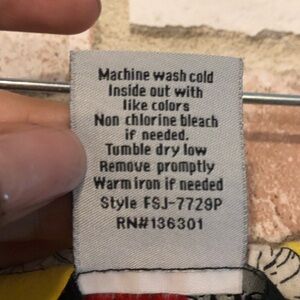 Machine wash cold
Inside out with
like colors
Non chlorine bleach
if needed.
Tumble dry low
Remove promptly
Warm iron if needed
Style FSJ-7729P
RN#136301